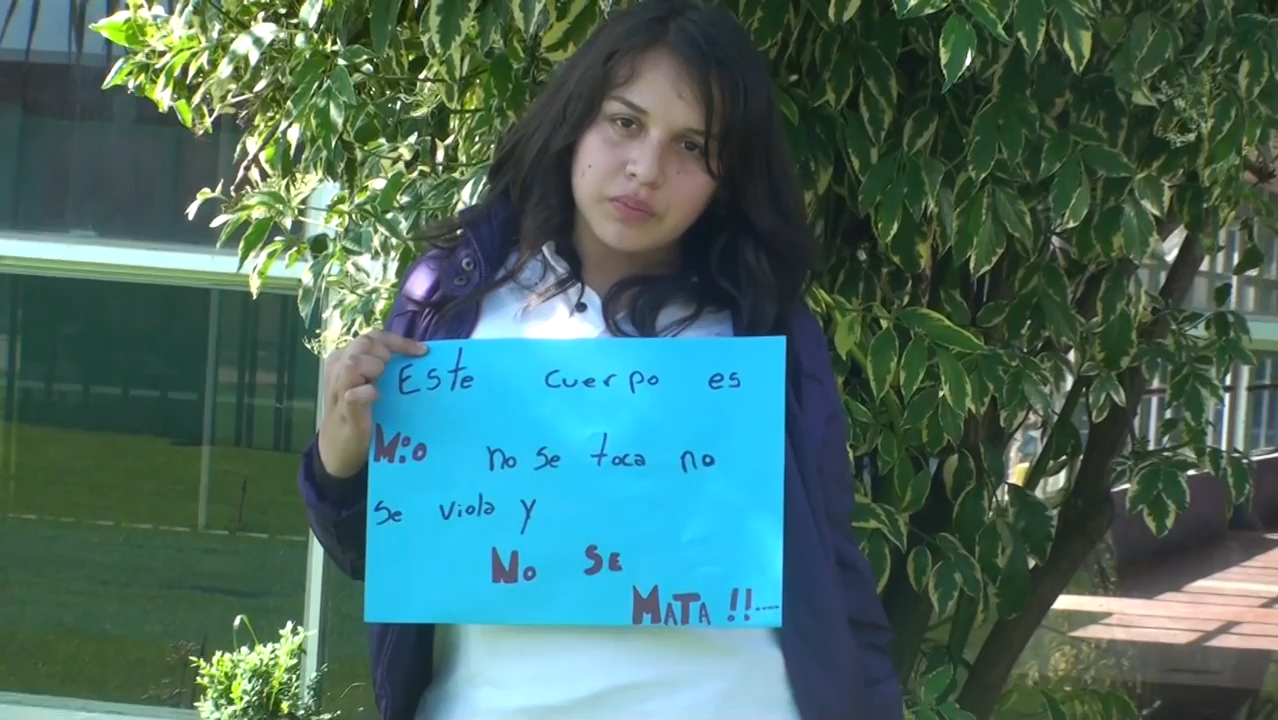 Este cuerpo es
Mio no se toca no
se viola y
No SE
MATA !!....